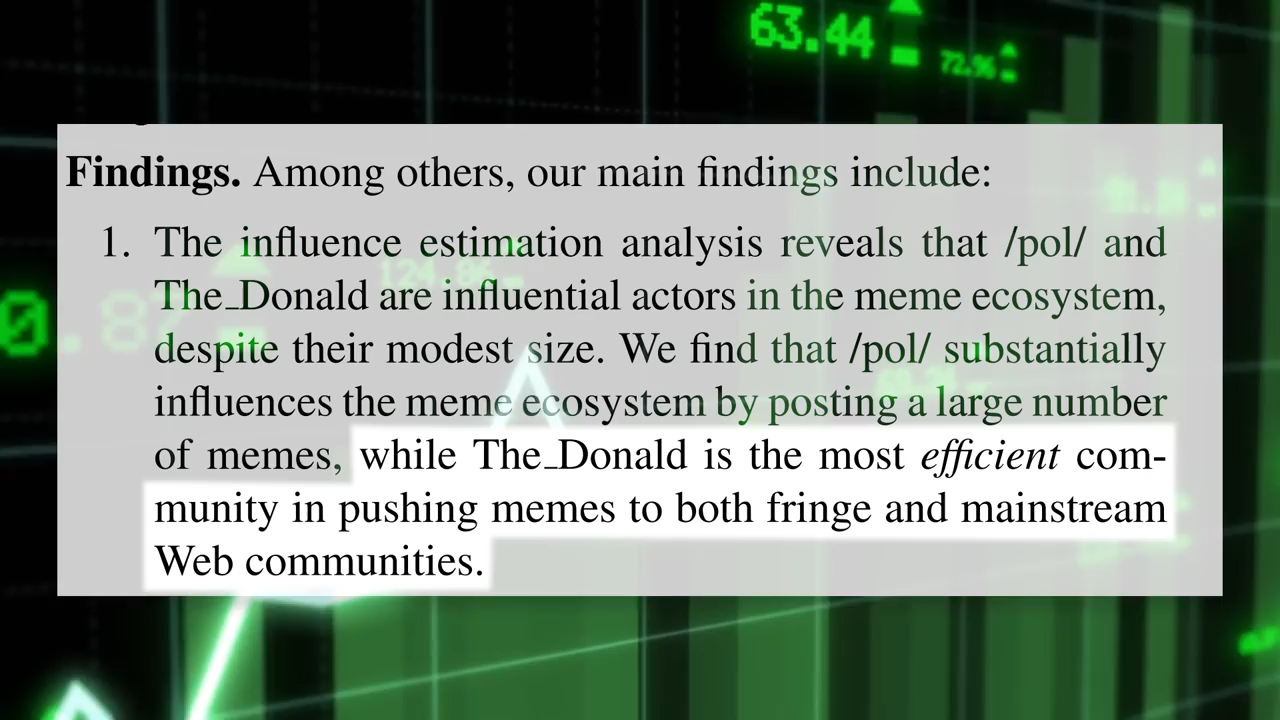 63.44
72.96
Findings. Among others, our main findings include:
1. The influence estimation analysis reveals that /pol/ and
The_Donald are influential actors in the meme ecosystem,
despite their modest size. We find that /pol/ substantially
influences the meme ecosystem by posting a large number
of memes, while The_Donald is the most efficient com-
munity in pushing memes to both fringe and mainstream
Web communities.